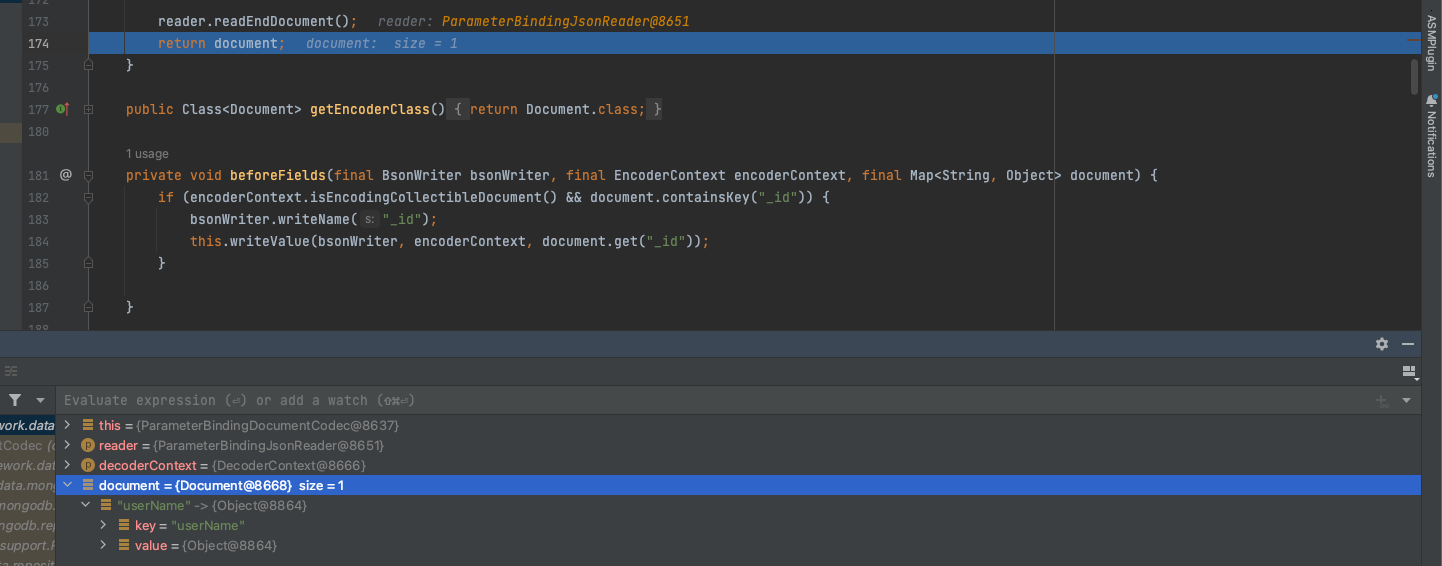 172
173 reader.readEndDocument(); reader: ParameterBindingJsonReader@8651
174 return document; document: size = 1
175 }
176
177 public Class<Document> getEncoderClass() { return Document.class; }
180
1 usage
181 @ private void beforeFields(final BsonWriter bsonWriter, final EncoderContext encoderContext, final Map<String, Object> document) {
182 if (encoderContext.isEncodingCollectibleDocument() && document.containsKey("_id")) {
183 bsonWriter.writeName( s: "_id");
184 this.writeValue(bsonWriter, encoderContext, document.get("_id"));
185 }
186
187 }
188
ASMPlugin
Notifications
Evaluate expression (⏎) or add a watch (⇧⌘⏎)
work.data
this = {ParameterBindingDocumentCodec@8637}
tCodec (o
reader = {ParameterBindingJsonReader@8651}
ework.dat
decoderContext = {DecoderContext@8666}
data.mong
document = {Document@8668} size = 1
mongodb.
"userName" -> {Object@8864}
ngodb.rep
key = "userName"
support.R
value = {Object@8864}
ta.reposit